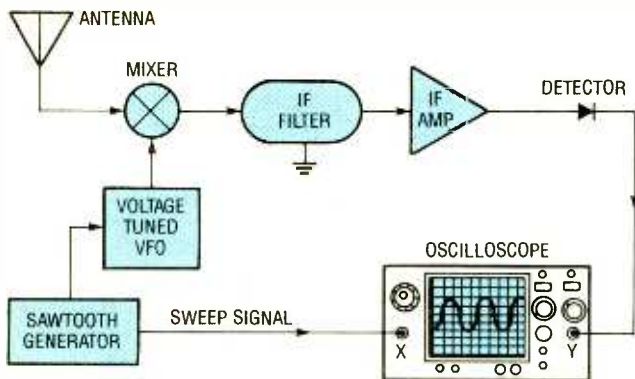 ANTENNA
MIXER
IF
FILTER
IF
AMP
DETECTOR
VOLTAGE
TUNED
VFO
OSCILLOSCOPE
SAWTOOTH
GENERATOR
SWEEP SIGNAL
X
Y